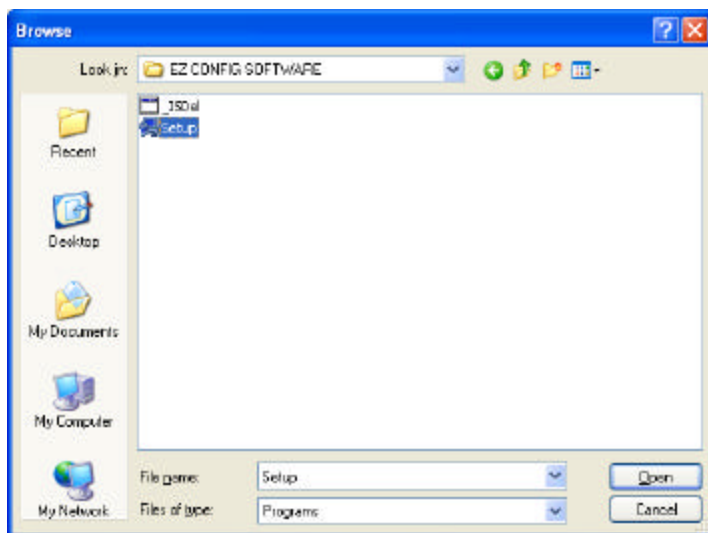 Browse
Look in: EZ CONFIG SOFTWARE
_ISDel
Setup
Recent
Desktop
My Documents
My Computer
My Network
File name: Setup
Open
Files of type: Programs
Cancel